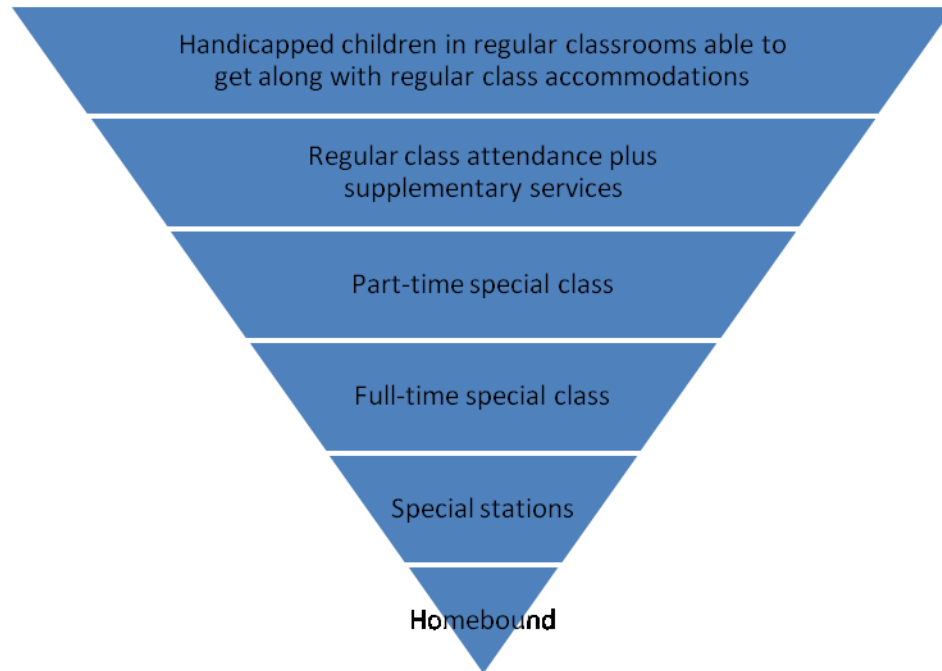 Handicapped children in regular classrooms able to
get along with regular class accommodations
Regular class attendance plus
supplementary services
Part-time special class
Full-time special class
Special stations
Homebound